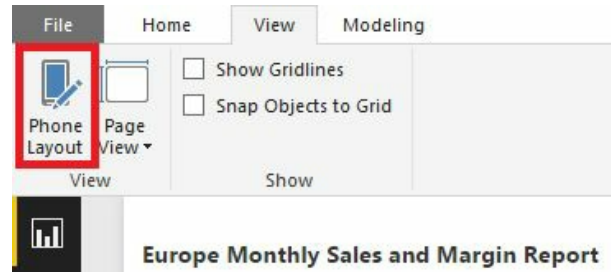 File Home View Modeling
Show Gridlines
Snap Objects to Grid
Phone Layout
Page View
View Show
Europe Monthly Sales and Margin Report